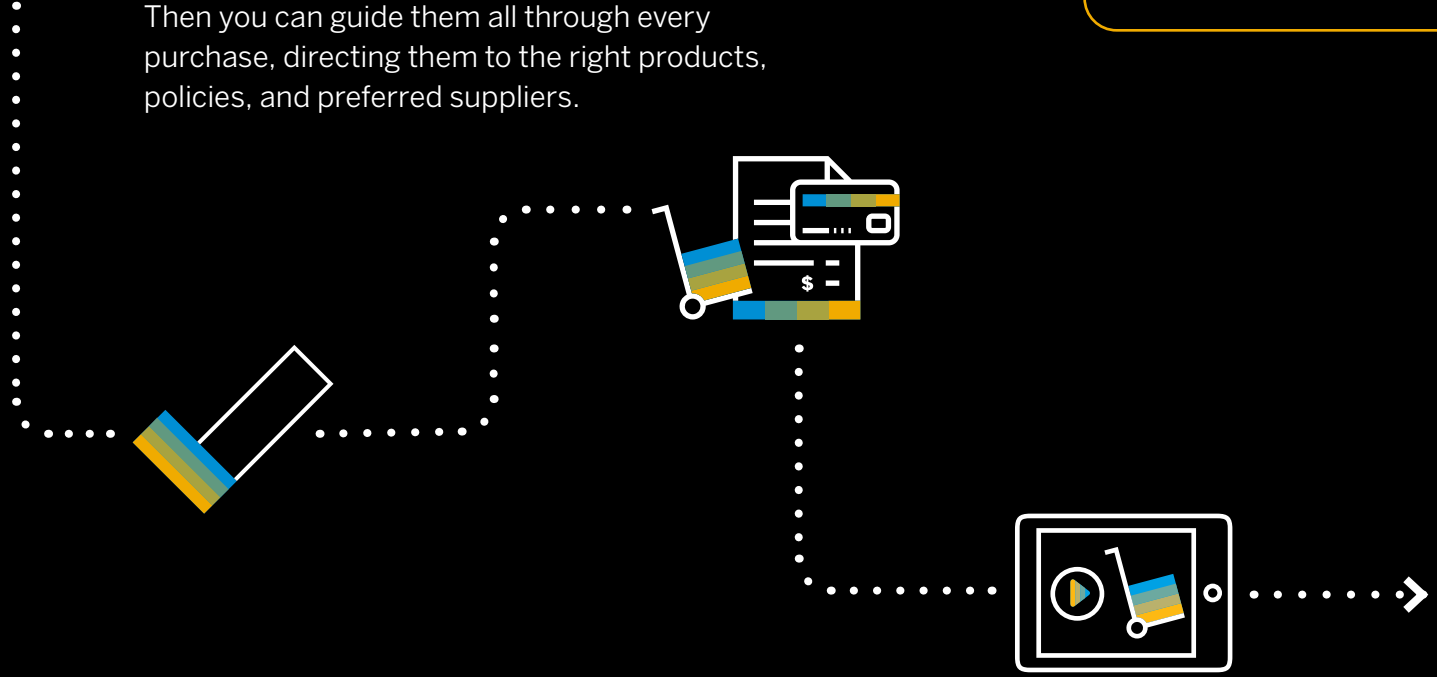 Then you can guide them all through every
purchase, directing them to the right products,
policies, and preferred suppliers.
$